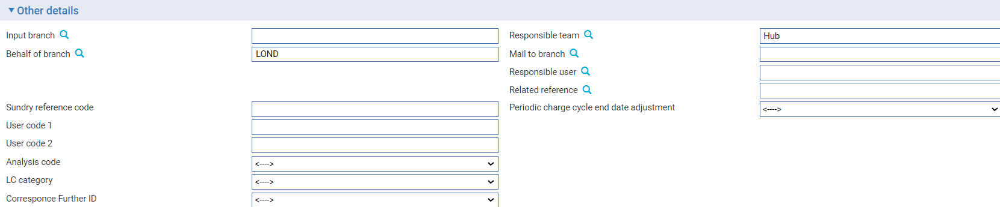 Other details
Input branch
Responsible team
Hub
Behalf of branch
LOND
Mail to branch
Responsible user
Related reference
Sundry reference code
Periodic charge cycle end date adjustment
<---->
User code 1
User code 2
Analysis code
<---->
LC category
<---->
Corresponce Further ID
<---->